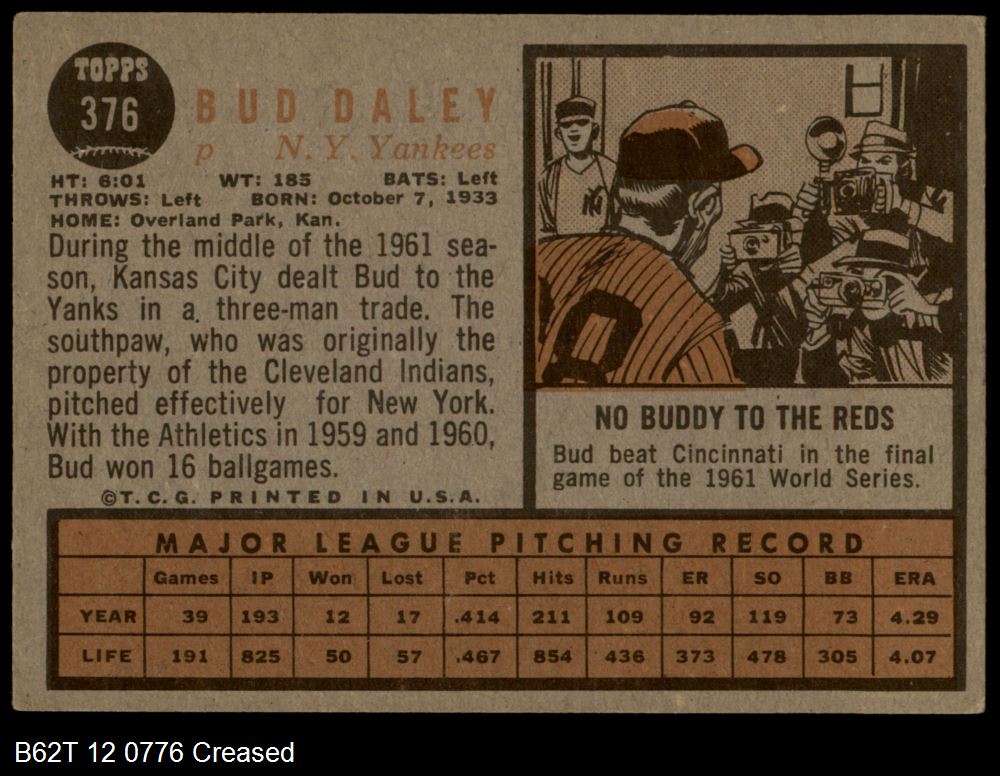 TOPPS
376
BUD DALEY
p N. Y. Yankees
HT: 6:01 WT: 185 BATS: Left
THROWS: Left BORN: October 7, 1933
HOME: Overland Park, Kan.
During the middle of the 1961 sea-
son, Kansas City dealt Bud to the
Yanks in a three-man trade. The
southpaw, who was originally the
property of the Cleveland Indians,
pitched effectively for New York.
With the Athletics in 1959 and 1960,
Bud won 16 ballgames.
©T. C. G. PRINTED IN U.S.A.
NY
NO BUDDY TO THE REDS
Bud beat Cincinnati in the final
game of the 1961 World Series.
MAJOR LEAGUE PITCHING RECORD
Games IP Won Lost Pct Hits Runs ER SO BB ERA
YEAR 39 193 12 17 .414 211 109 92 119 73 4.29
LIFE 191 825 50 57 .467 854 436 373 478 305 4.07
B62T 12 0776 Creased